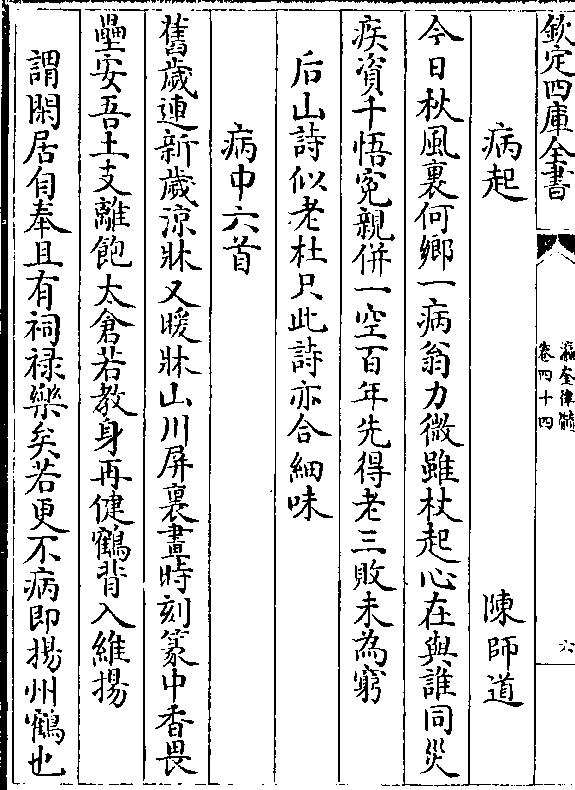 欽定四庫全書
瀛奎律髓
卷四十四
六
病起 陳師道
今日秋風裏何鄉一病翁力微雖杖起心在與誰同災
疾資千悟冤親併一空百年先得老三敗未為窮
后山詩似老杜只此詩亦合細味
病中六首
舊歲連新歲涼牀又暖牀山川屏裏畫時刻篆中香畏
壘安吾土支離飽太倉若教身再健鶴背入維揚
謂閑居自奉且有祠禄樂矣若更不病即揚州鶴也